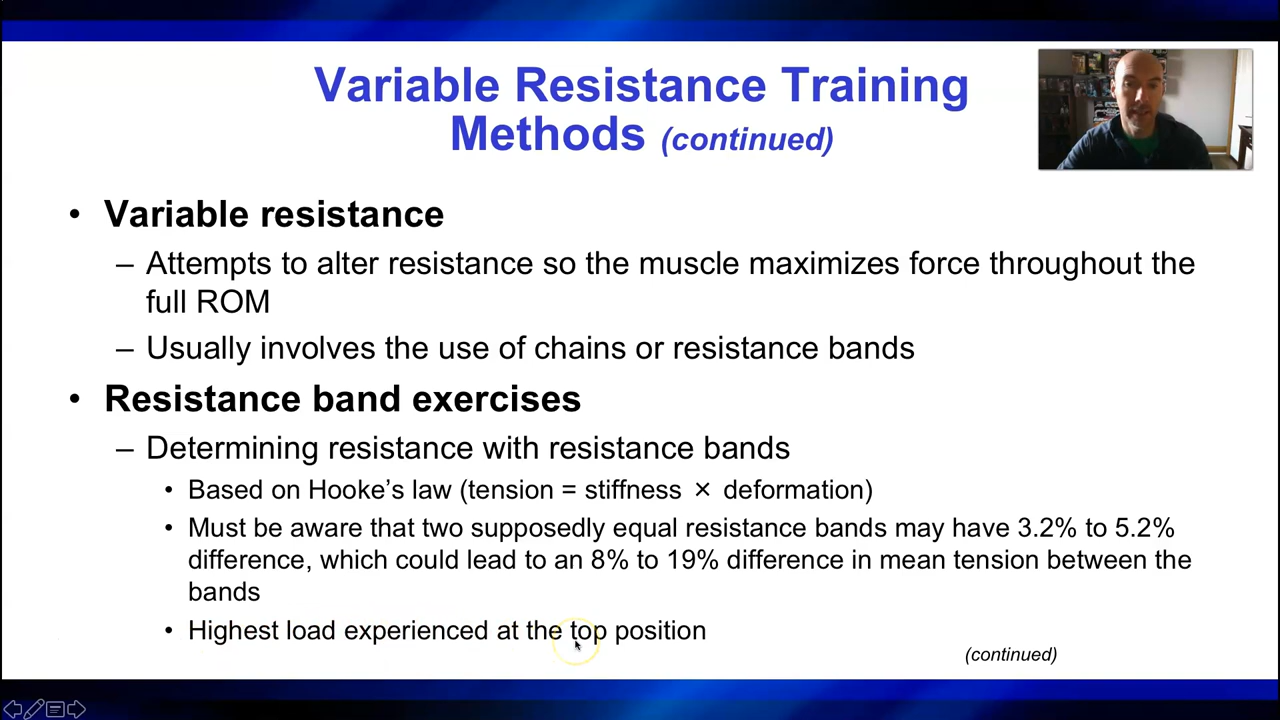 Variable Resistance Training
Methods (continued)
• Variable resistance
– Attempts to alter resistance so the muscle maximizes force throughout the
full ROM
– Usually involves the use of chains or resistance bands
• Resistance band exercises
– Determining resistance with resistance bands
• Based on Hooke’s law (tension = stiffness × deformation)
• Must be aware that two supposedly equal resistance bands may have 3.2% to 5.2%
difference, which could lead to an 8% to 19% difference in mean tension between the
bands
• Highest load experienced at the top position
(continued)